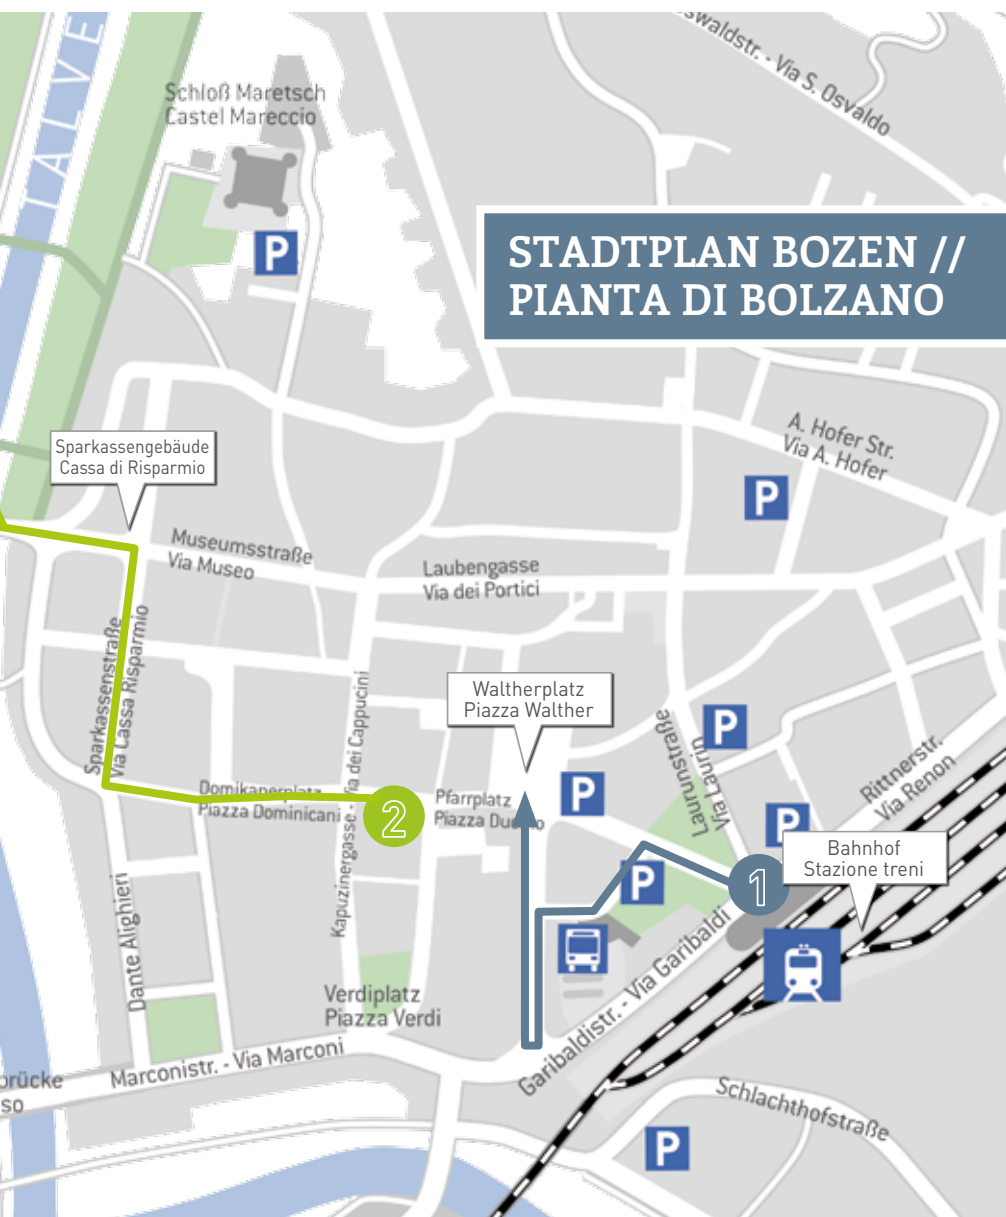 TALVE
Schloß Maretsch
Castel Mareccio
swaldstr. - Via S. Osvaldo
P
STADTPLAN BOZEN //
PIANTA DI BOLZANO
A. Hofer Str.
Via A. Hofer
Sparkassengebäude
Cassa di Risparmio
P
Museumsstraße
Via Museo
Laubengasse
Via dei Portici
Sparkassenstraße
Via Cassa Risparmio
Waltherplatz
Piazza Walther
Laurinstraße
Via Laurin
P
Rittnerstr.
Via Renon
Domikanerplatz
Piazza Dominicani
Kapuzinergasse - Via dei Cappucini
2
Pfarrplatz
Piazza Duomo
P
P
Bahnhof
Stazione treni
P
1
Dante Alighieri
Verdiplatz
Piazza Verdi
Garibaldistr. - Via Garibaldi
Marconistr. - Via Marconi
brücke
so
Schlachthofstraße
P